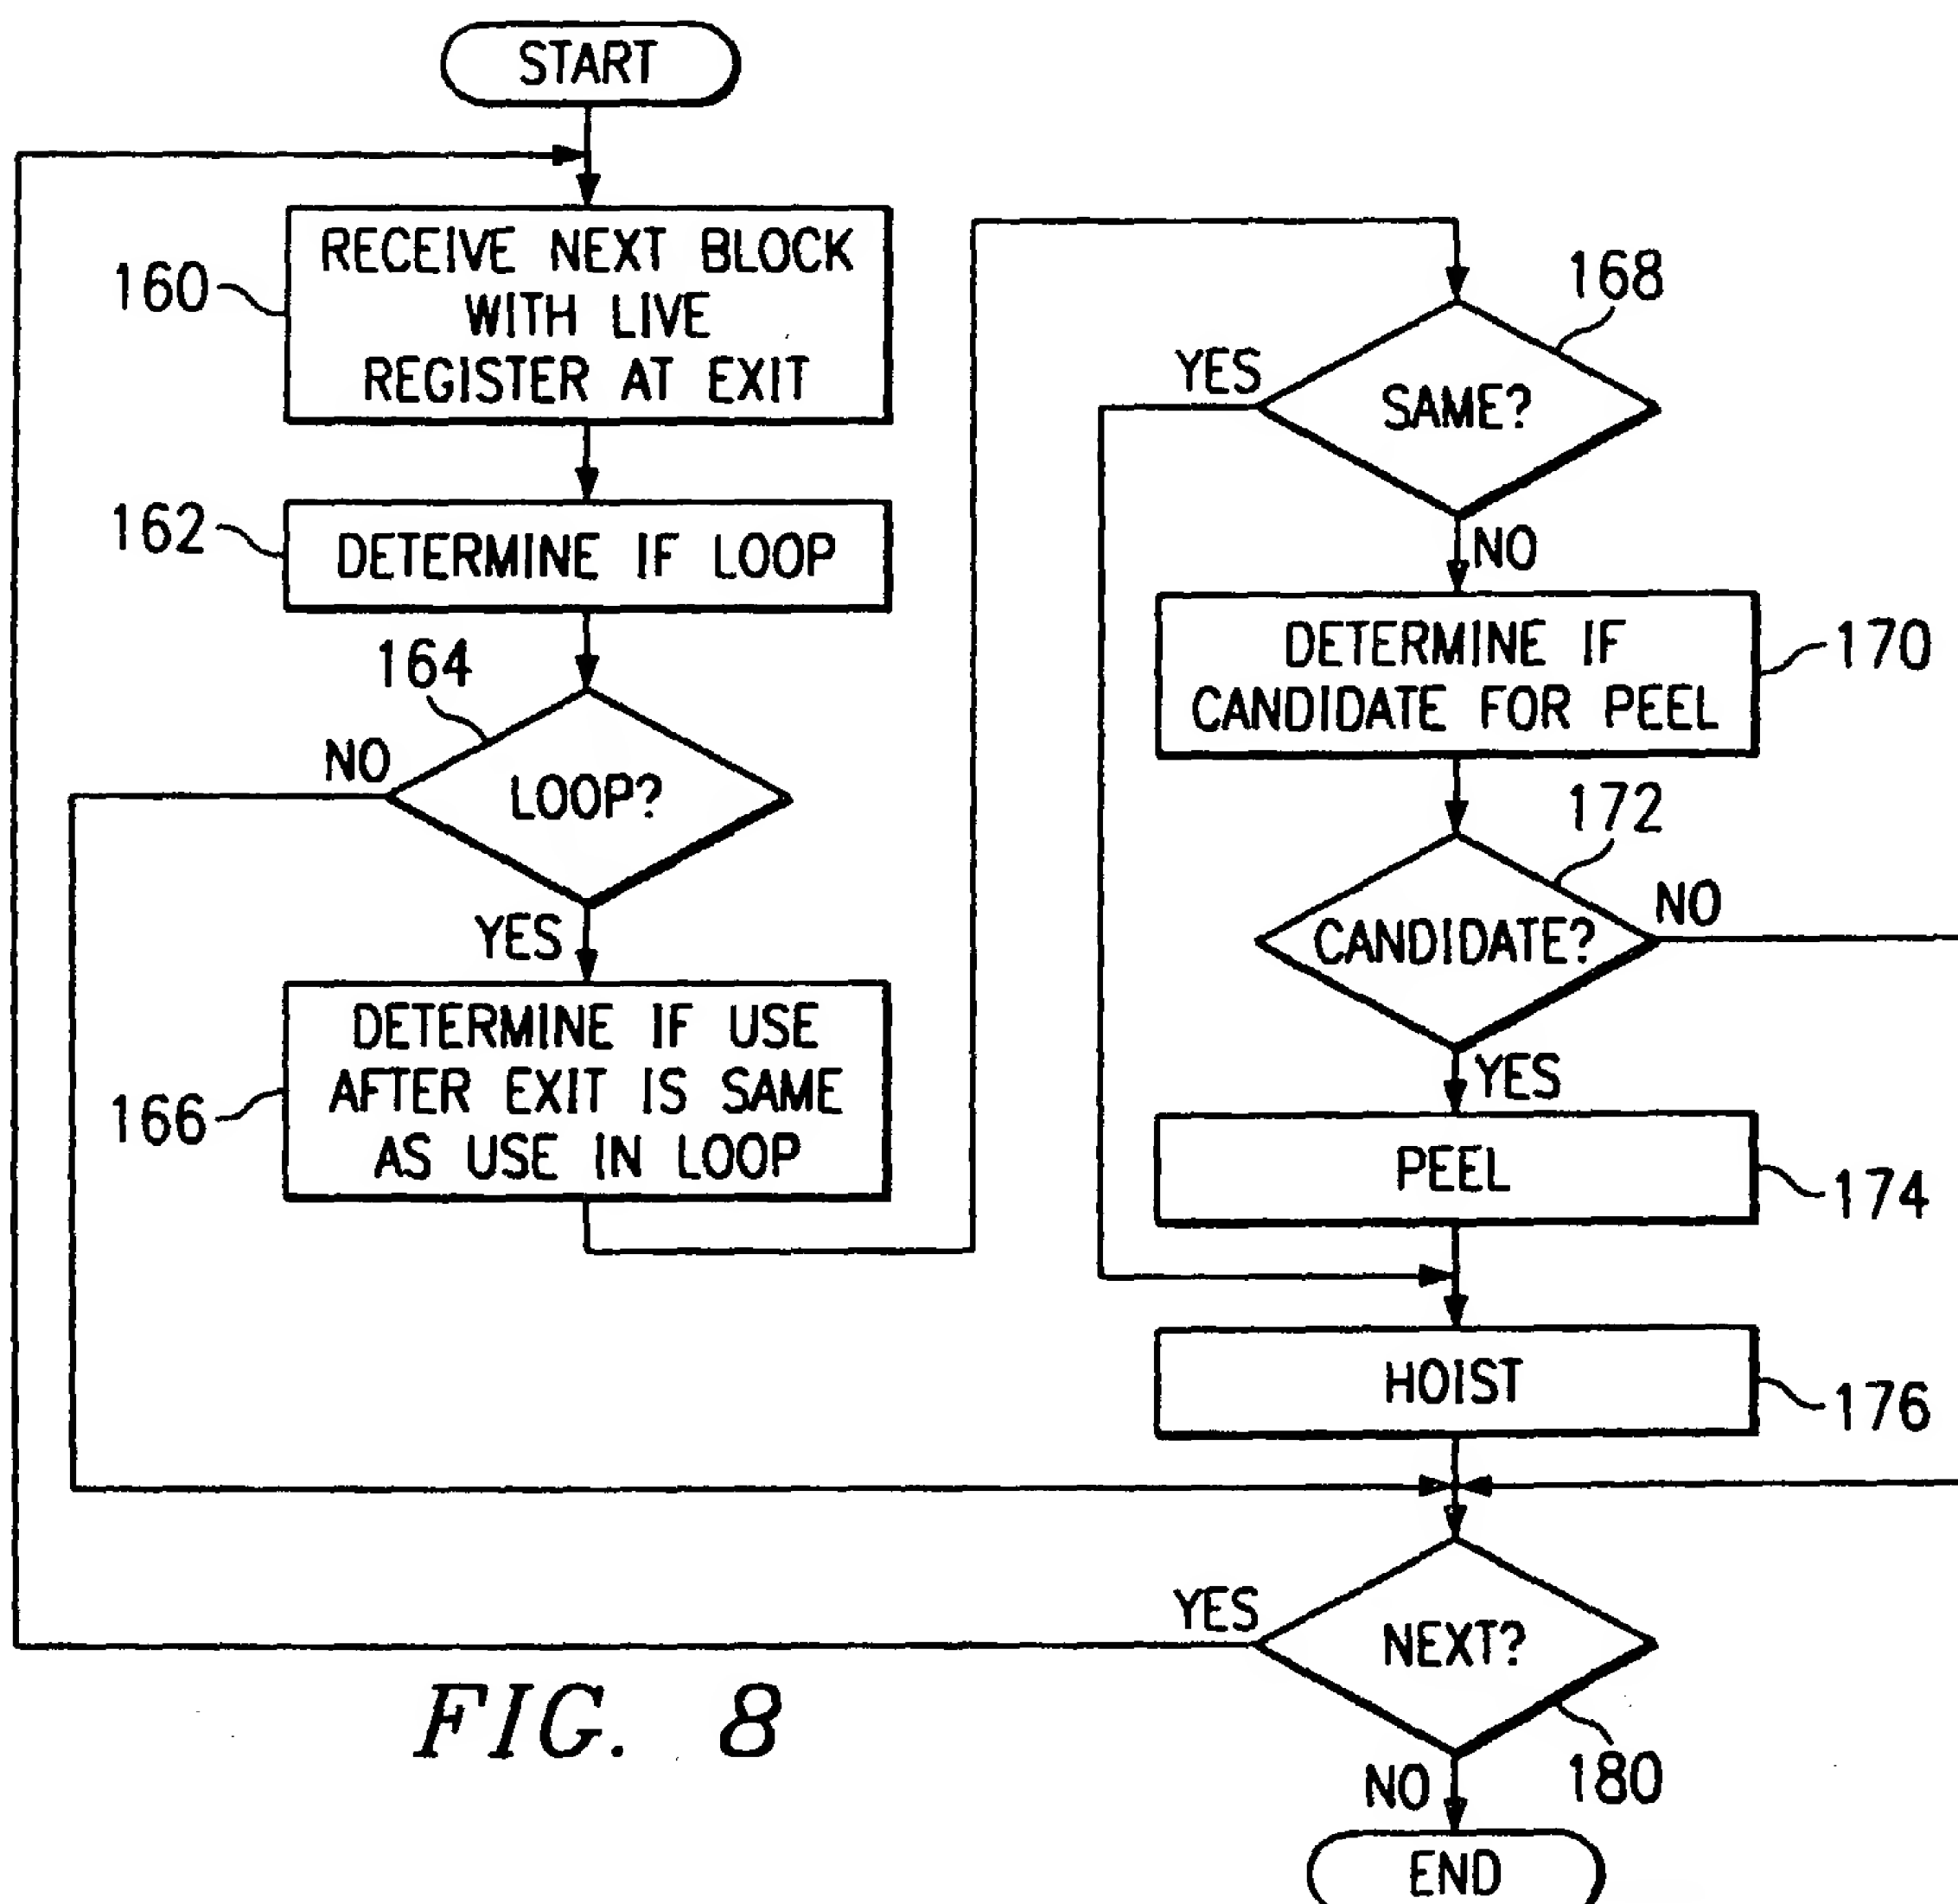 START
160
RECEIVE NEXT BLOCK
WITH LIVE
REGISTER AT EXIT
162
DETERMINE IF LOOP
164
NO
LOOP?
YES
166
DETERMINE IF USE
AFTER EXIT IS SAME
AS USE IN LOOP
168
YES
SAME?
NO
DETERMINE IF
CANDIDATE FOR PEEL
170
172
CANDIDATE?
NO
YES
PEEL
174
HOIST
176
YES
NEXT?
180
NO
END
FIG. 8